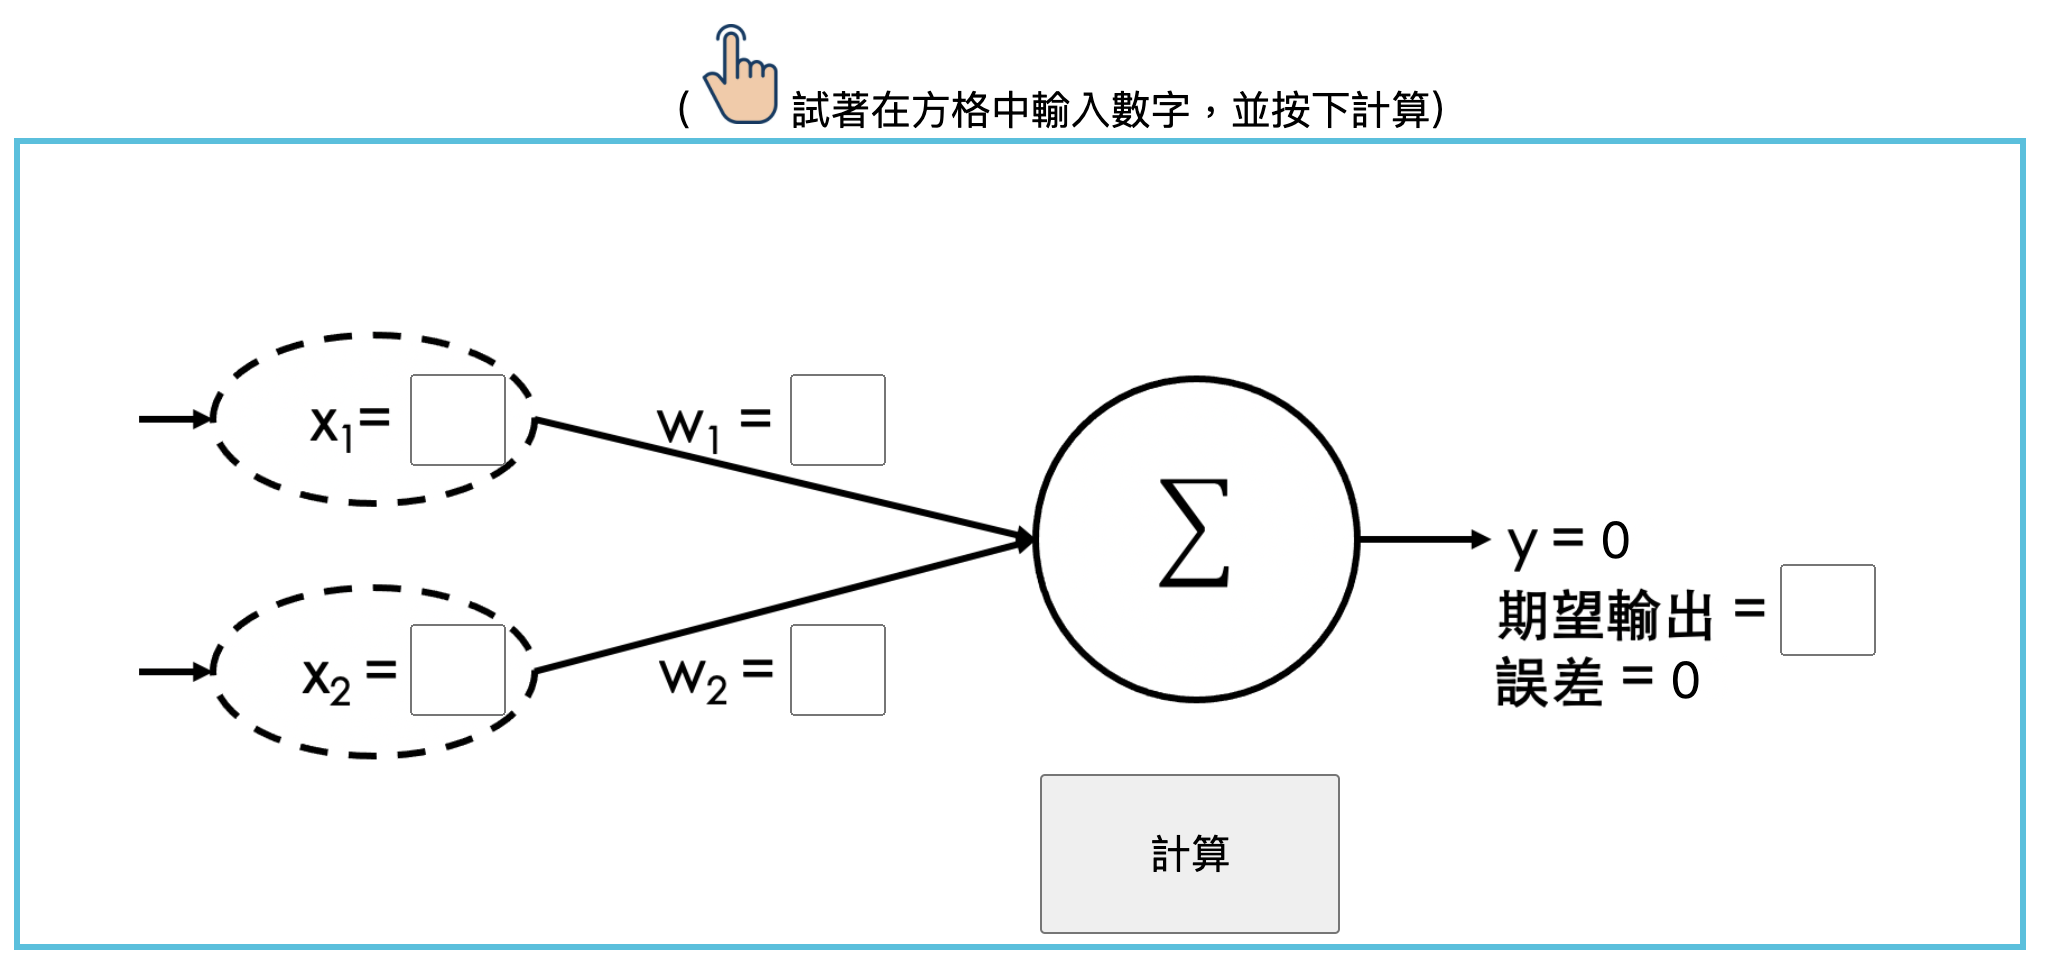 ( 試著在方格中輸入數字，並按下計算)
x₁=
w₁ =
Σ
y = 0
期望輸出 =
誤差 = 0
x₂ =
w₂ =
計算